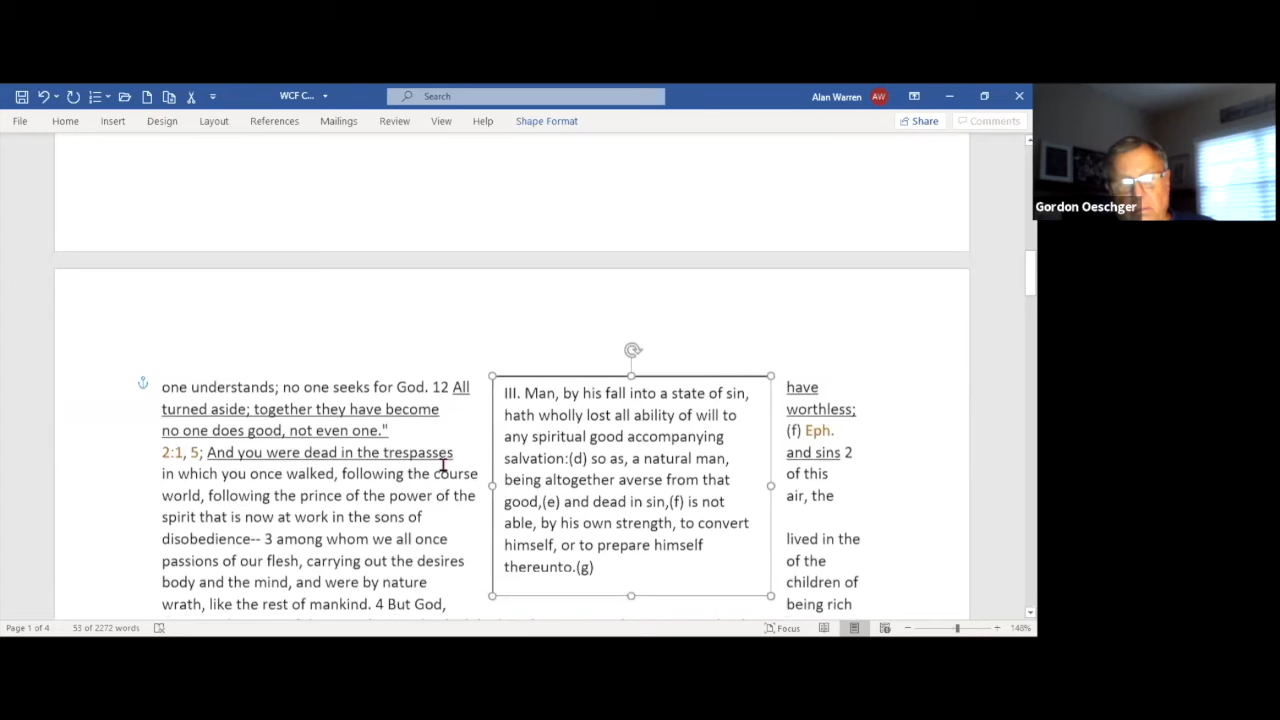 WCF C...
Search
Alan Warren
AW
File
Home
Insert
Design
Layout
References
Mailings
Review
View
Help
Shape Format
Share
Comments
Gordon Oeschger
one understands; no one seeks for God. 12 All
turned aside; together they have become
no one does good, not even one."
2:1, 5; And you were dead in the trespasses
in which you once walked, following the course
world, following the prince of the power of the
spirit that is now at work in the sons of
disobedience-- 3 among whom we all once
passions of our flesh, carrying out the desires
body and the mind, and were by nature
wrath, like the rest of mankind. 4 But God,
III. Man, by his fall into a state of sin,
hath wholly lost all ability of will to
any spiritual good accompanying
salvation:(d) so as, a natural man,
being altogether averse from that
good,(e) and dead in sin,(f) is not
able, by his own strength, to convert
himself, or to prepare himself
thereunto.(g)
have
worthless;
(f) Eph.
and sins 2
of this
air, the
lived in the
of the
children of
being rich
Page 1 of 4
53 of 2272 words
Focus
148%